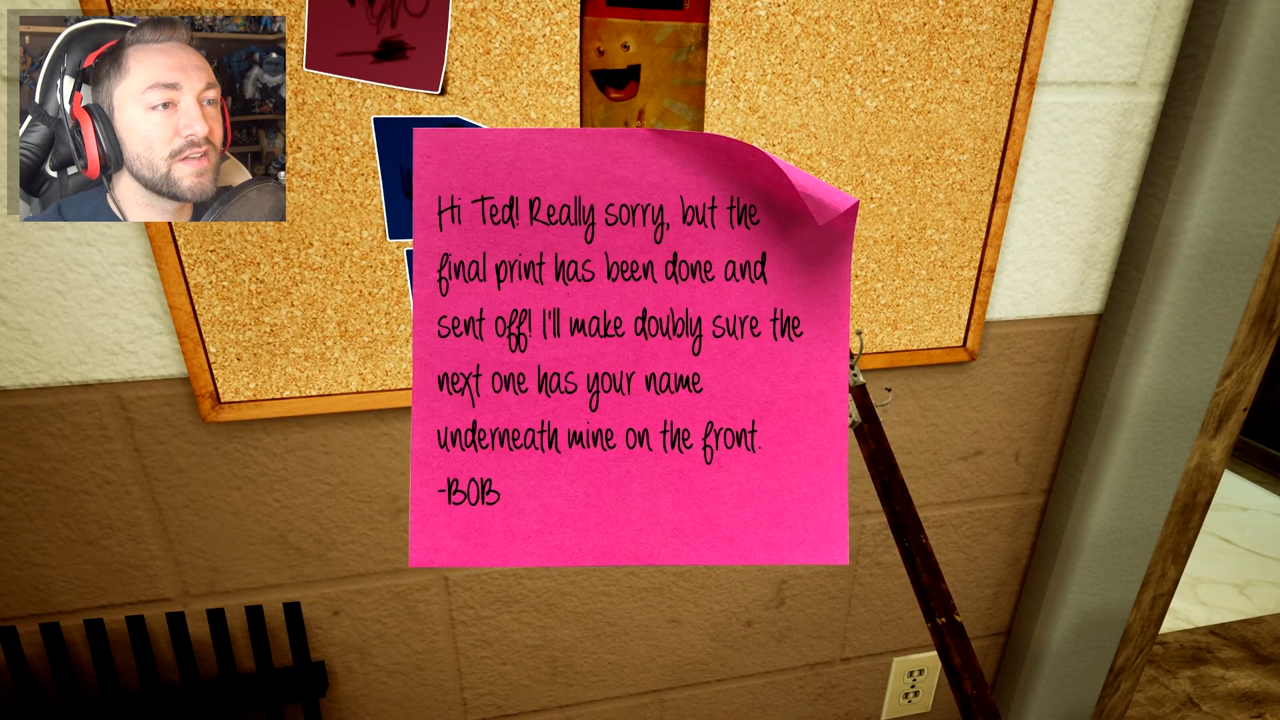 Hi Ted! Really sorry, but the
final print has been done and
sent off! I'll make doubly sure the
next one has your name
underneath mine on the front.
-BOB